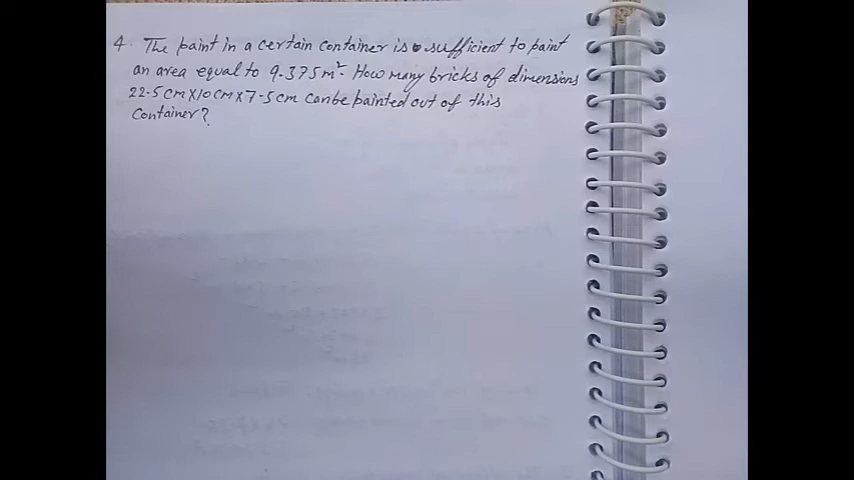 4. The paint in a certain container is sufficient to paint
an area equal to 9.375m². How many bricks of dimensions
22.5cm×10cm×7.5cm can be painted out of this
container?